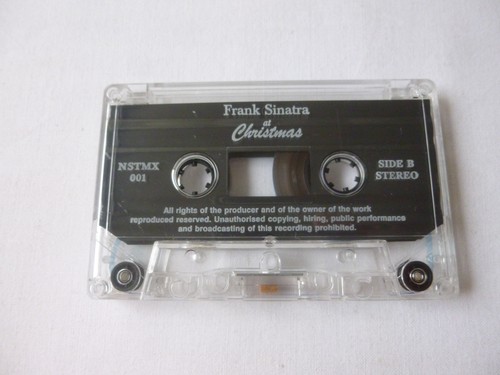 Frank Sinatra
at
Christmas
NSTMX
001
SIDE B
STEREO
All rights of the producer and of the owner of the work
reproduced reserved. Unauthorised copying, hiring, public performance
and broadcasting of this recording prohibited.